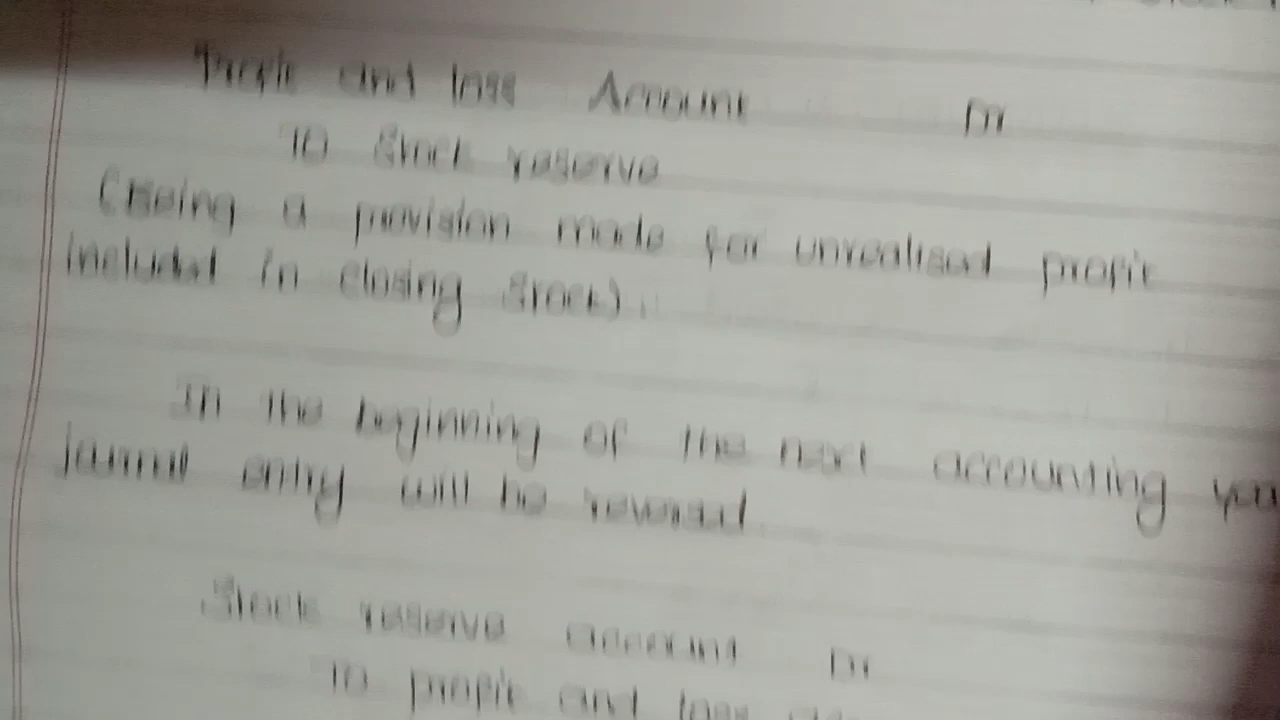 Profit and loss Account Dr
To Stock reserve
(Being a provision made for unrealised profit
included in closing stock).
In the beginning of the next accounting
journal entry will be reversed
Stock reserve account Dr
To profit and loss